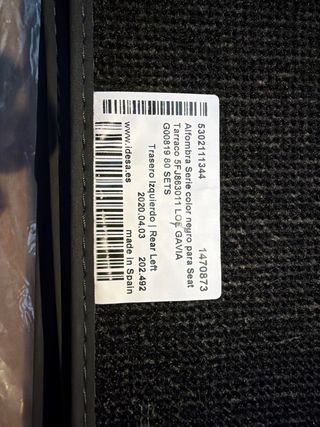 5302111344 1470873
Alfombra Serie color negro para Seat
Tarraco 5FJ863011 LOE GAVIA
G00819 80 SETS
Trasero Izquierdo | Rear Left
2020.04.03 202.492
www.idesa.es made in Spain